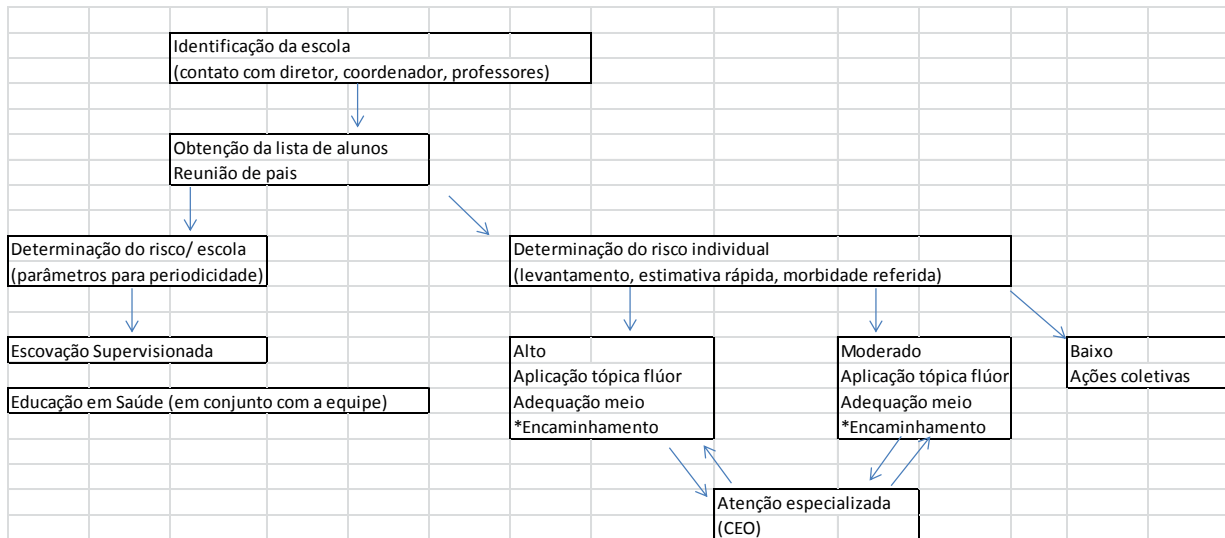 Identificação da escola
(contato com diretor, coordenador, professores)
Obtenção da lista de alunos
Reunião de pais
Determinação do risco/ escola
(parâmetros para periodicidade)
Determinação do risco individual
(levantamento, estimativa rápida, morbidade referida)
Escovação Supervisionada
Educação em Saúde (em conjunto com a equipe)
Alto
Aplicação tópica flúor
Adequação meio
*Encaminhamento
Moderado
Aplicação tópica flúor
Adequação meio
*Encaminhamento
Baixo
Ações coletivas
Atenção especializada
(CEO)